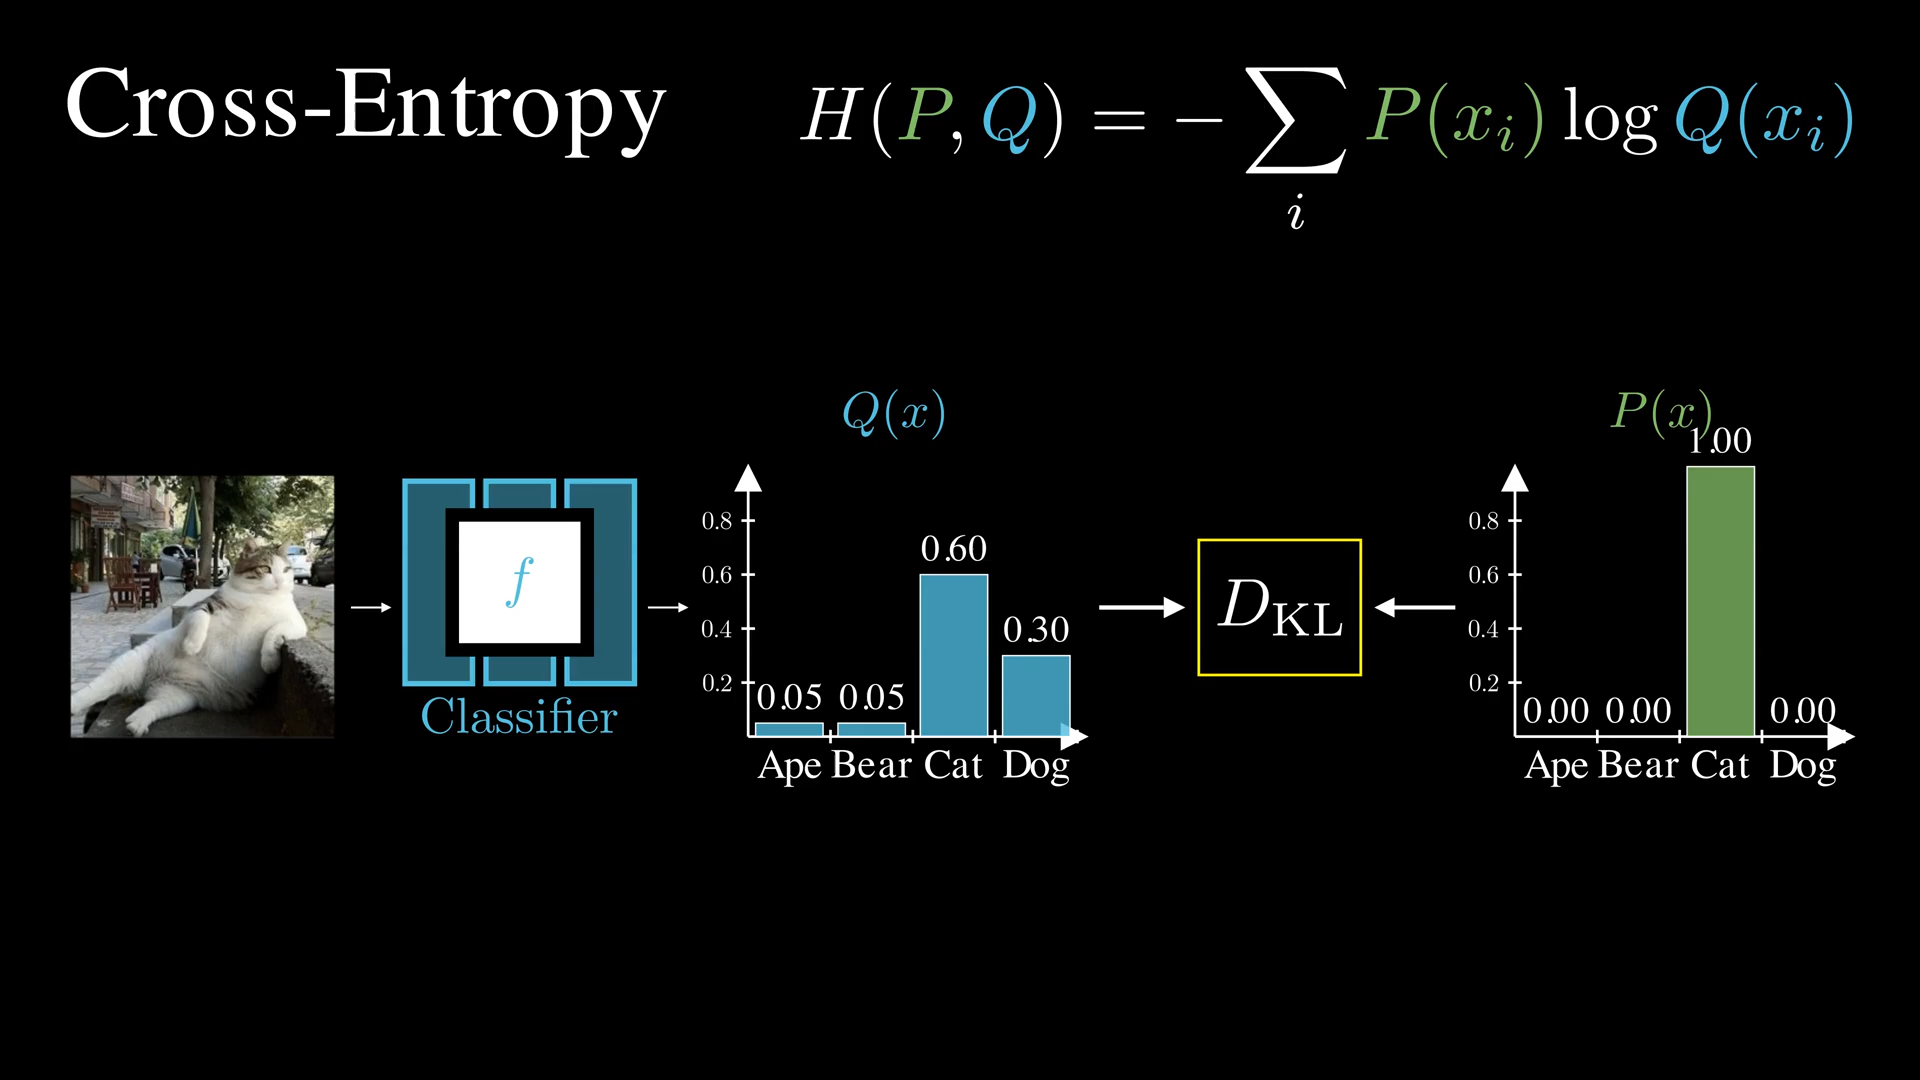 Cross-Entropy
H(P, Q) = − ∑ᵢ P(xᵢ) log Q(xᵢ)
f
Classifier
Q(x)
0.8
0.6
0.4
0.2
0.05
0.05
0.60
0.30
Ape Bear Cat Dog
D_KL
P(x)
0.8
0.6
0.4
0.2
0.00
0.00
1.00
0.00
Ape Bear Cat Dog